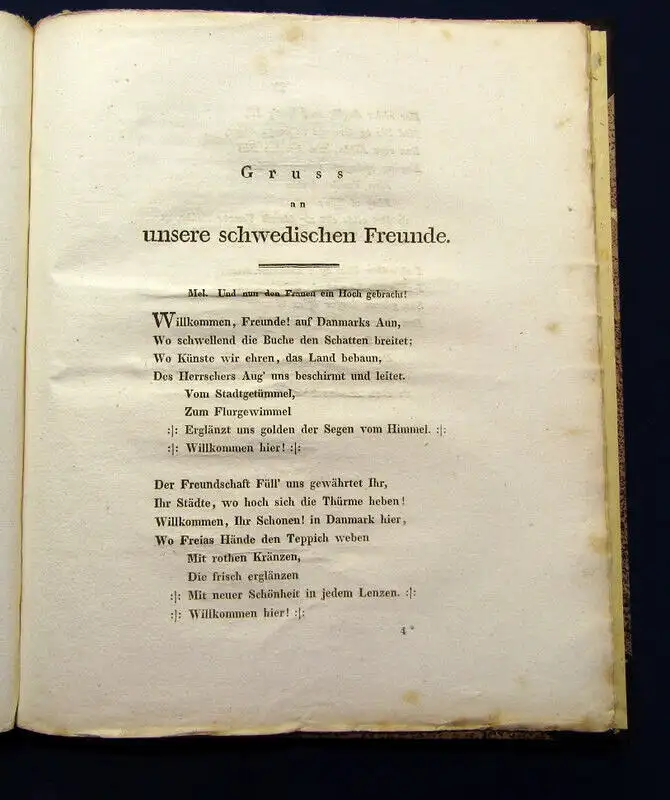 Gruss
an
unsere schwedischen Freunde.
Mel. Und nun den Frauen ein Hoch gebracht!
Willkommen, Freunde! auf Danmarks Aun,
Wo schwellend die Buche den Schatten breitet;
Wo Künste wir ehren, das Land bebaun,
Des Herrschers Aug' uns beschirmt und leitet.
Vom Stadtgetümmel,
Zum Flurgewimmel
:|: Erglänzt uns golden der Segen vom Himmel. :|:
:|: Willkommen hier! :|:
Der Freundschaft Füll' uns gewährtet Ihr,
Ihr Städte, wo hoch sich die Thürme heben!
Willkommen, Ihr Schonen! in Danmark hier,
Wo Freias Hände den Teppich weben
Mit rothen Kränzen,
Die frisch erglänzen
:|: Mit neuer Schönheit in jedem Lenzen. :|:
:|: Willkommen hier! :|:
4*